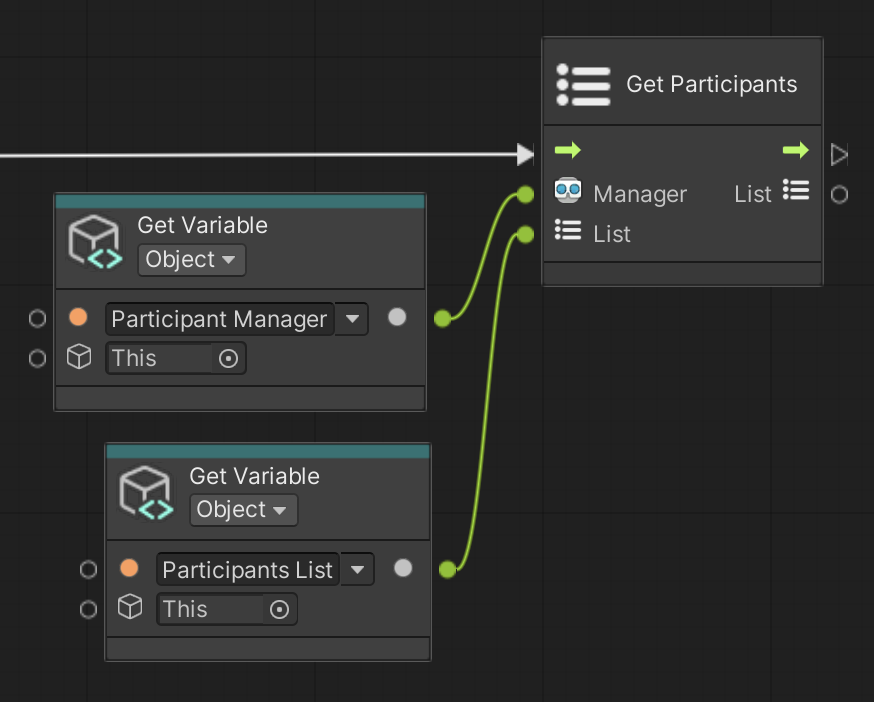 Get Participants
Manager List
List
Get Variable
Object
Participant Manager
This
Get Variable
Object
Participants List
This